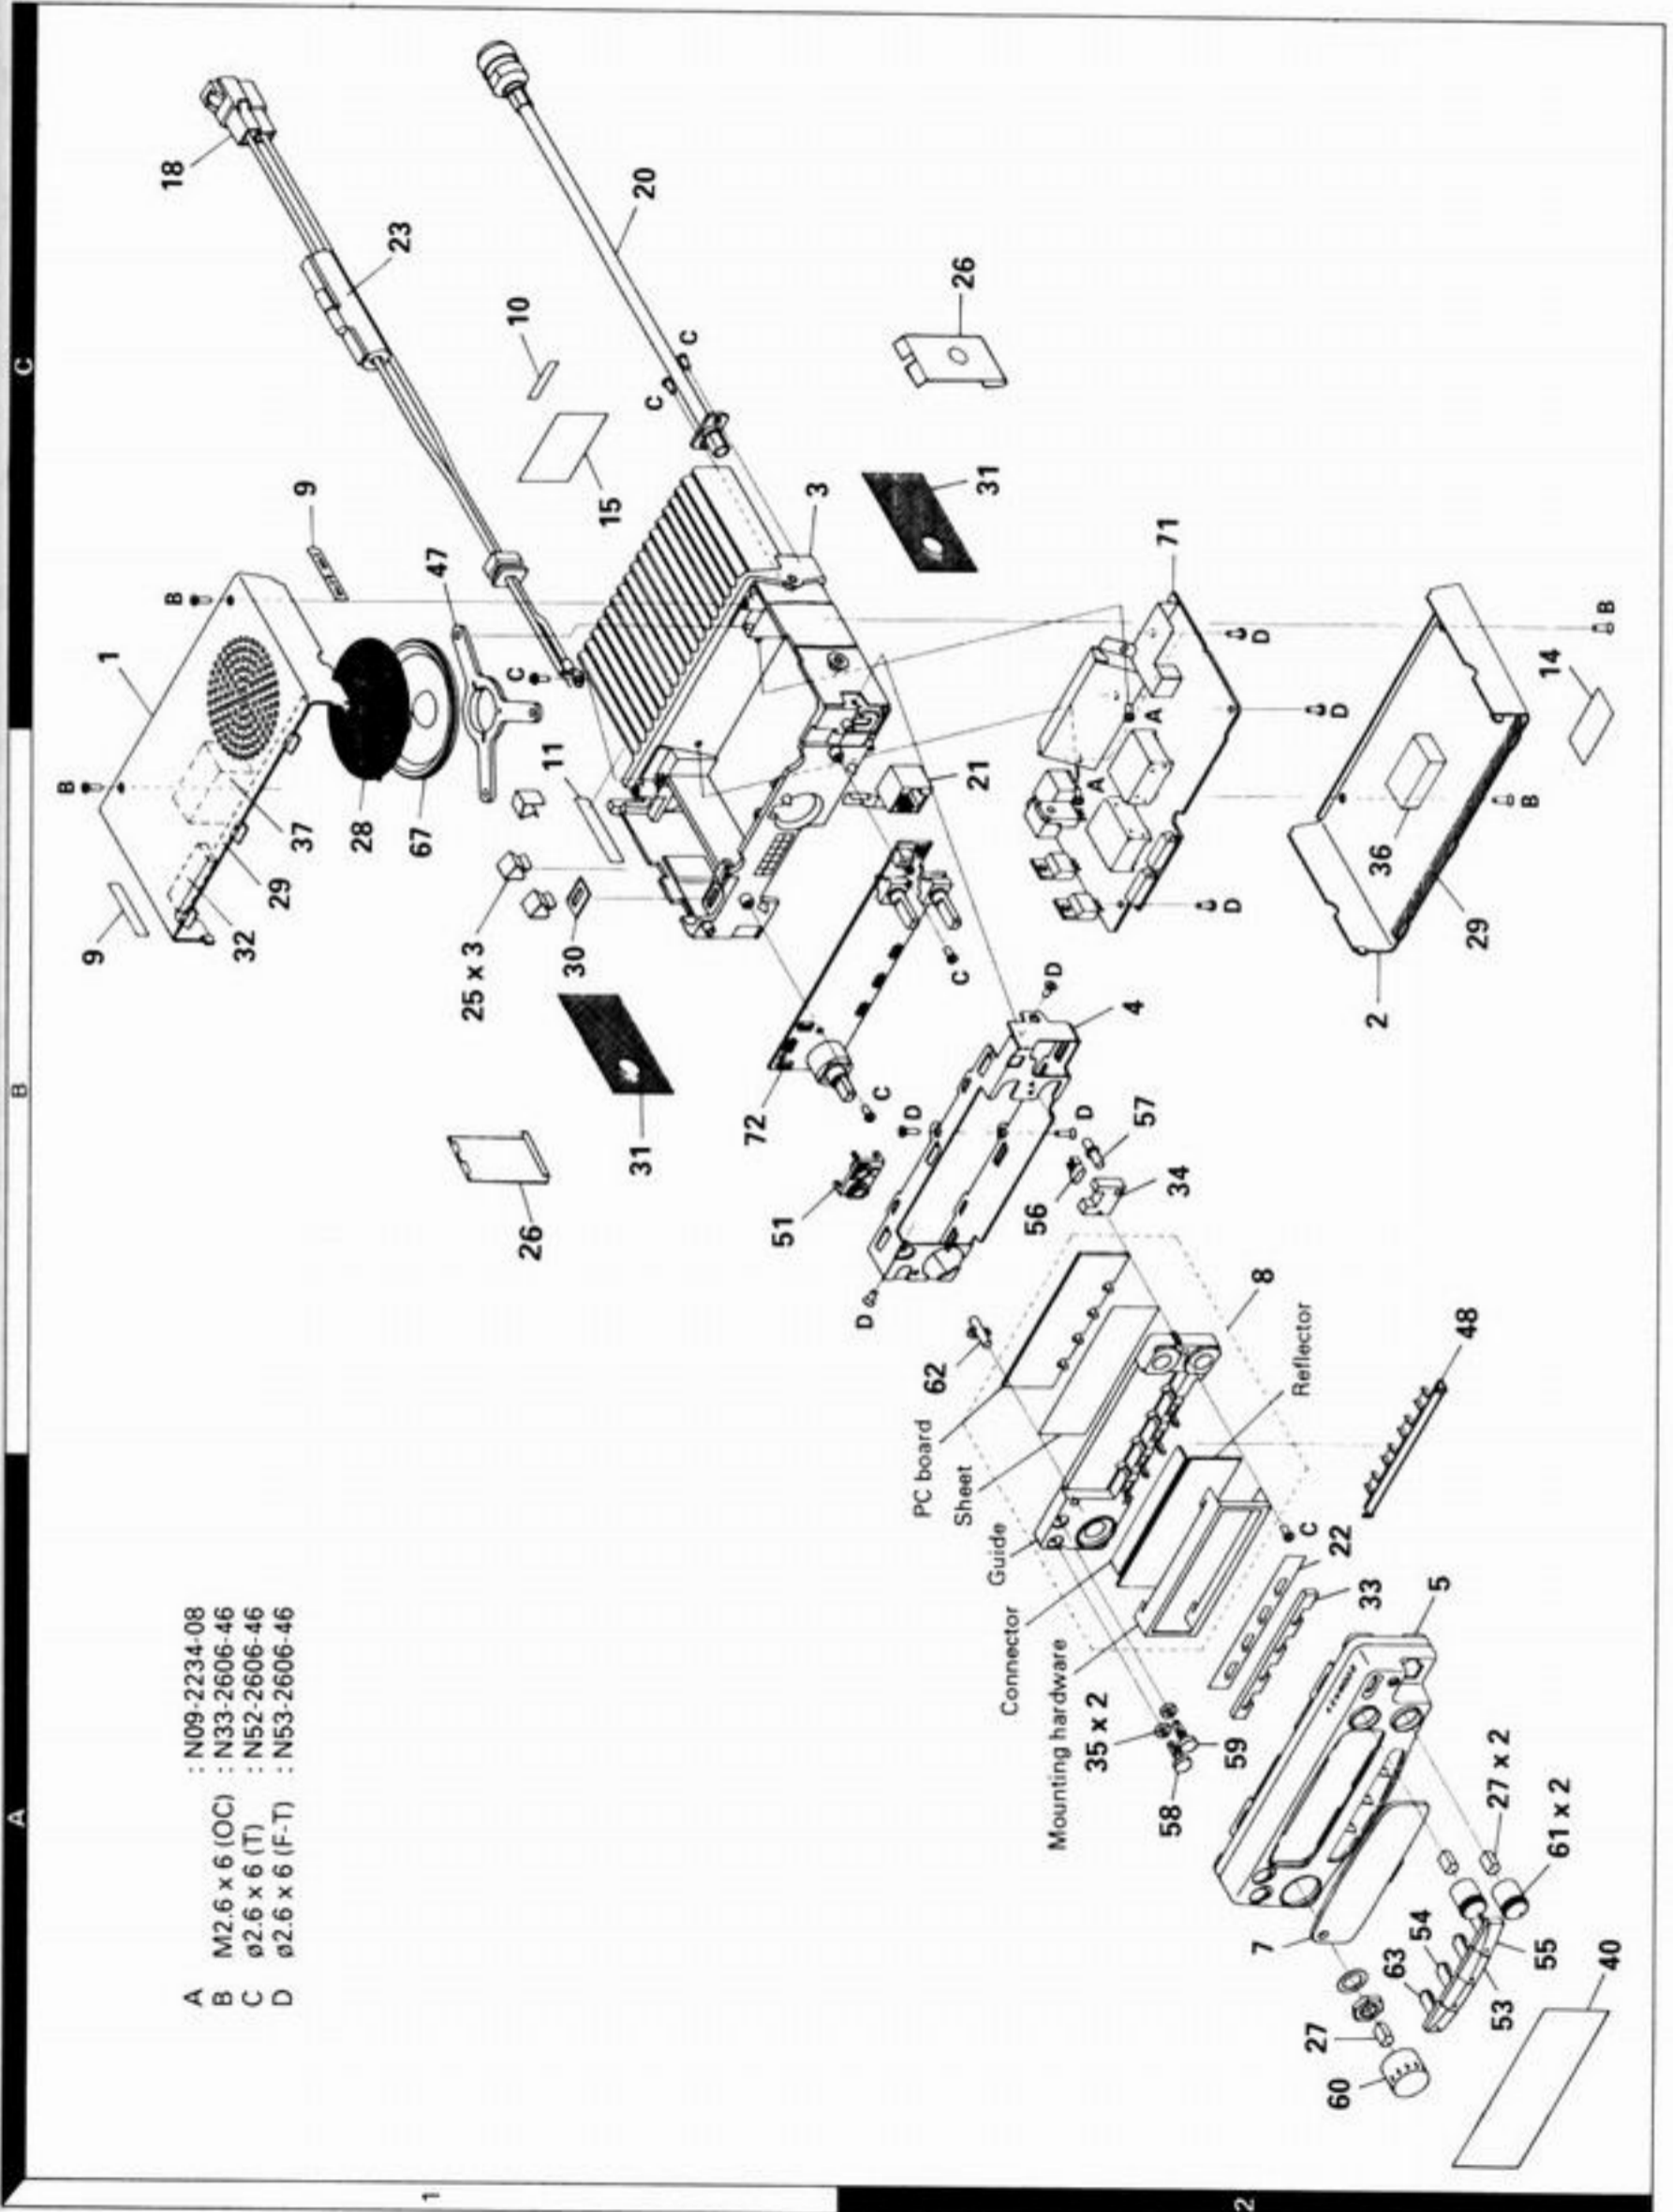 A
B
C
1
2
A : N09-2234-08
B M2.6 x 6 (OC) : N33-2606-46
C ø2.6 x 6 (T) : N52-2606-46
D ø2.6 x 6 (F-T) : N53-2606-46
B
B
1
9
9
32
29
37
28
67
47
18
23
10
15
C
11
25 x 3
30
31
26
20
C
C
26
31
3
21
71
A
A
D
D
D
B
B
14
36
29
2
72
C
C
51
D
D
D
4
56
57
34
62
PC board
Sheet
Guide
Connector
Mounting hardware
Reflector
8
48
C
22
33
5
35 x 2
59
58
27 x 2
61 x 2
7
63
54
55
53
27
60
40